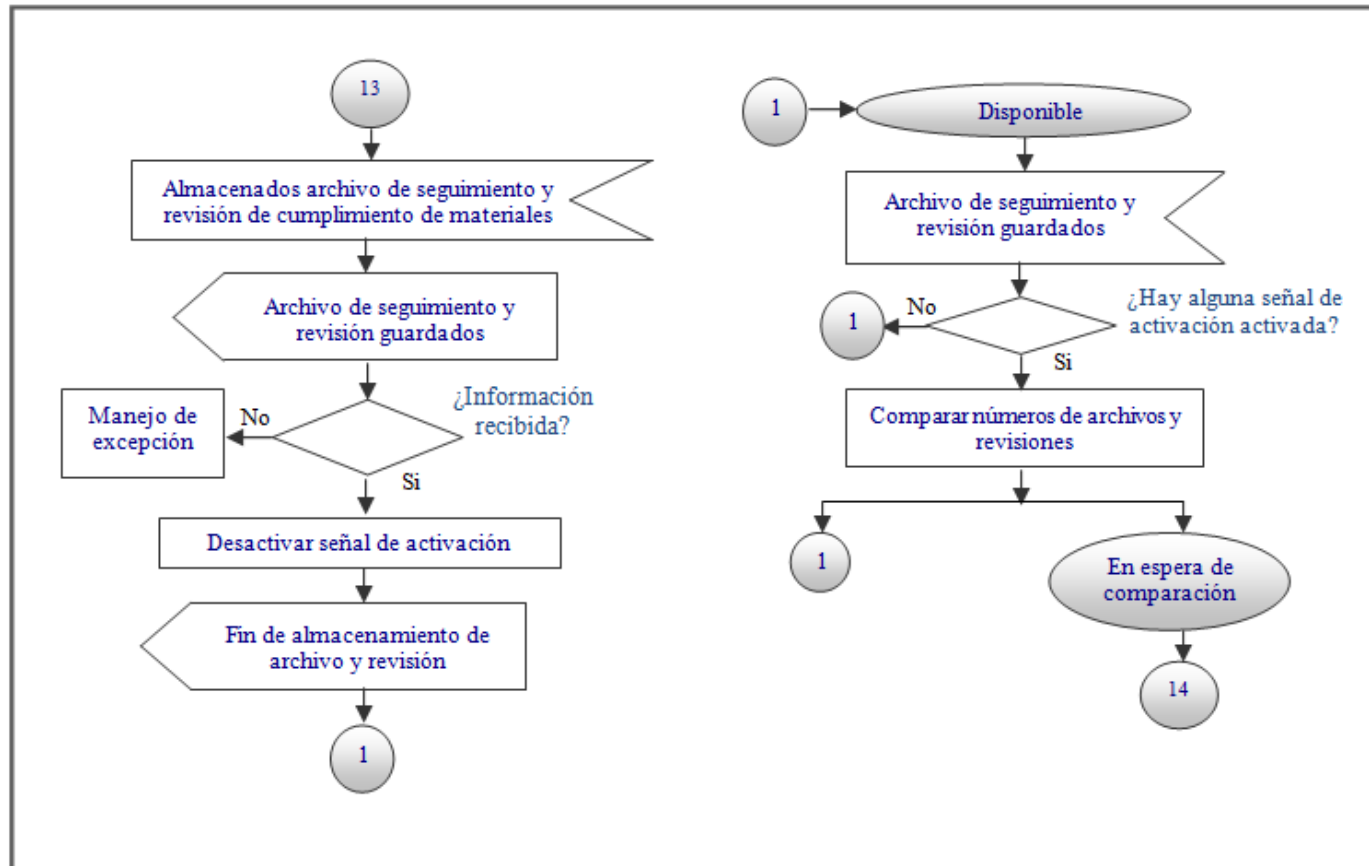 13
Almacenados archivo de seguimiento y
revisión de cumplimiento de materiales
Archivo de seguimiento y
revisión guardados
¿Información
recibida?
No
Manejo de
excepción
Si
Desactivar señal de activación
Fin de almacenamiento de
archivo y revisión
1
1
Disponible
Archivo de seguimiento y
revisión guardados
¿Hay alguna señal de
activación activada?
No
1
Si
Comparar números de archivos y
revisiones
1
En espera de
comparación
14